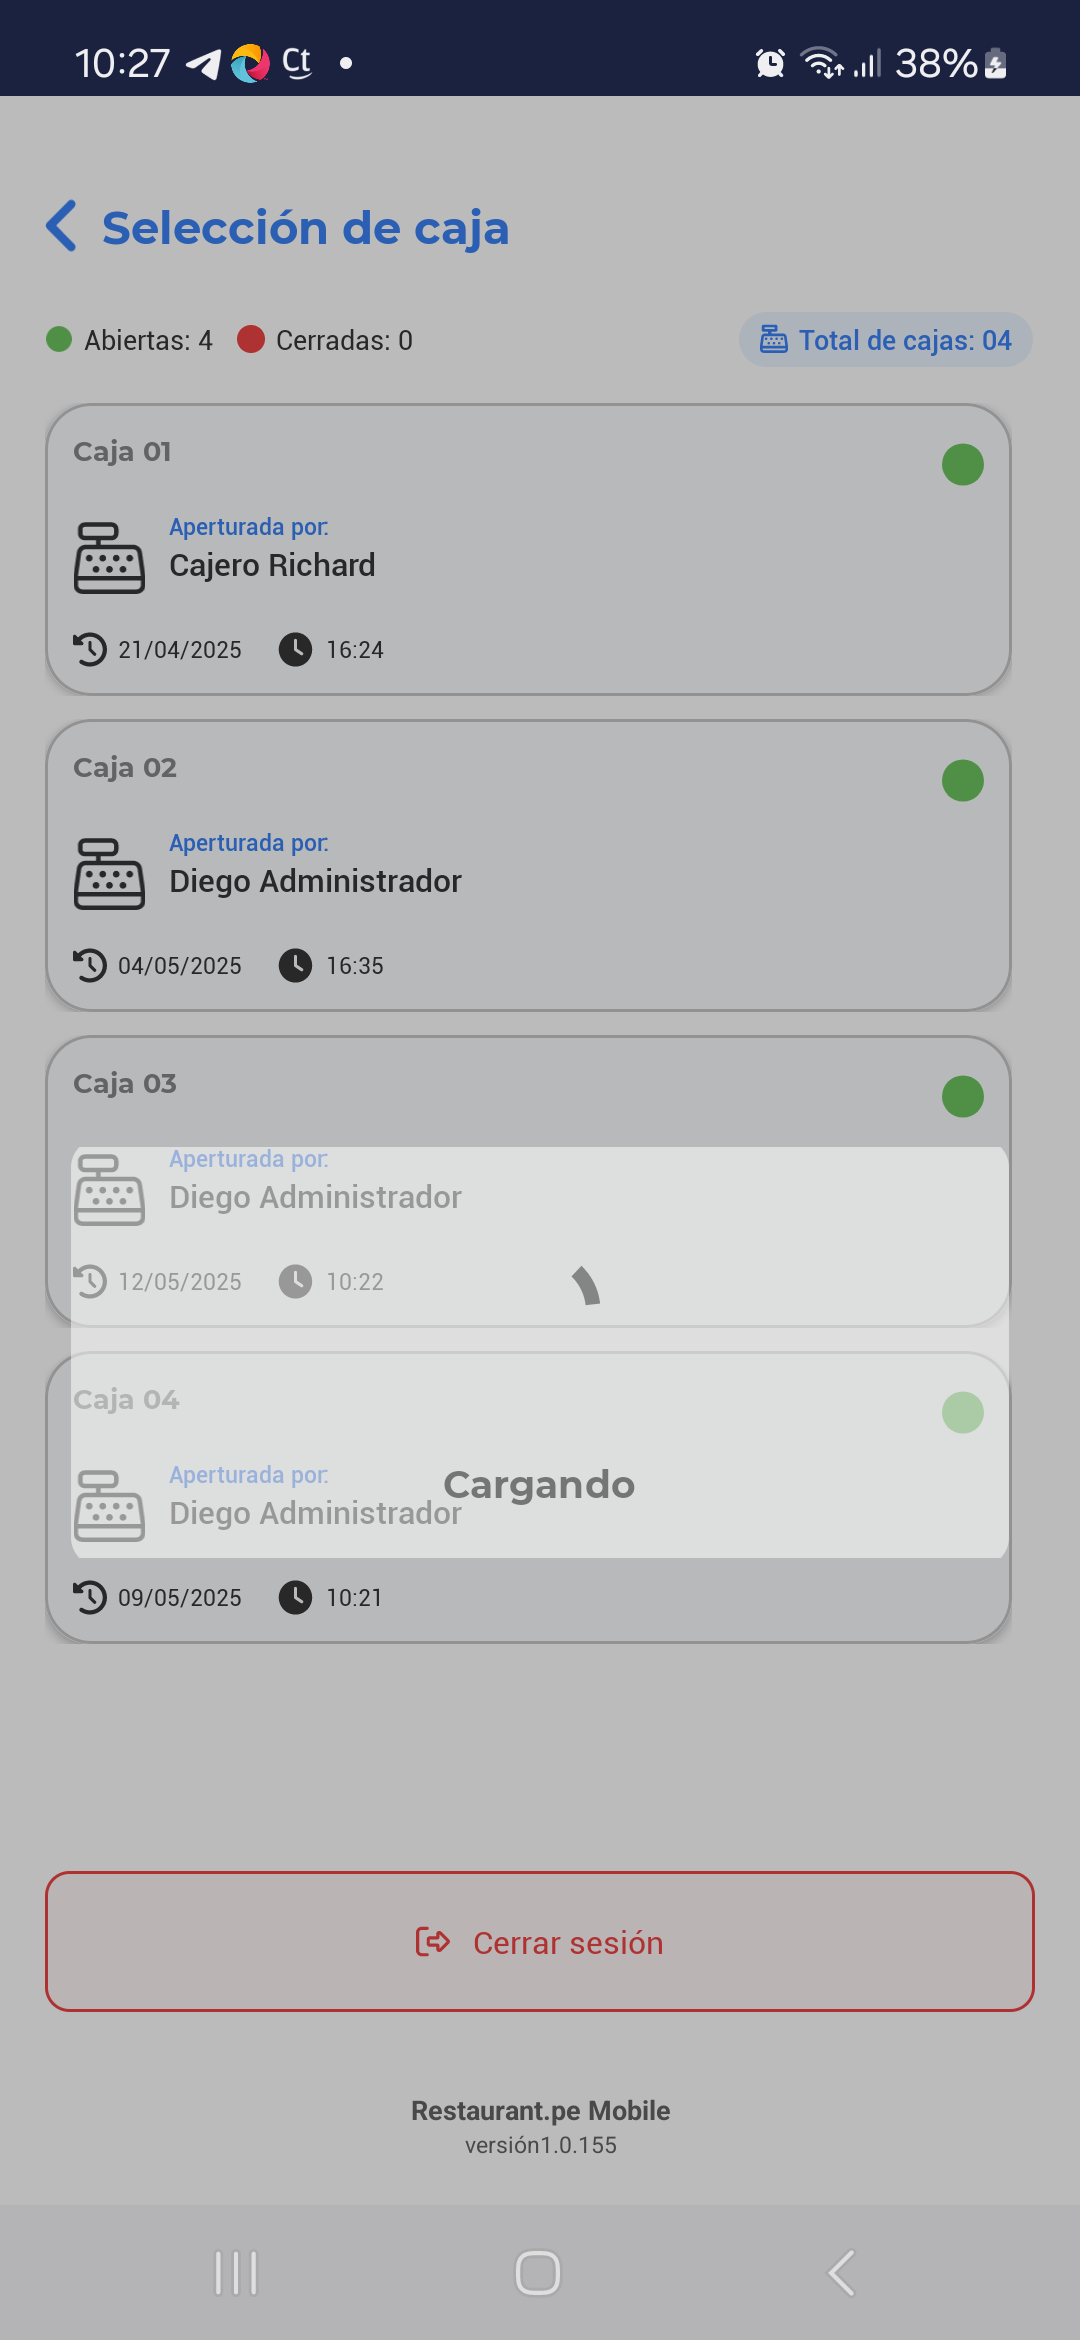 10:27 Ct 38%
Selección de caja
Abiertas: 4 Cerradas: 0 Total de cajas: 04
Caja 01
Aperturada por:
Cajero Richard
21/04/2025 16:24
Caja 02
Aperturada por:
Diego Administrador
04/05/2025 16:35
Caja 03
Aperturada por:
Diego Administrador
12/05/2025 10:22
Caja 04
Aperturada por:
Cargando
Diego Administrador
09/05/2025 10:21
Cerrar sesión
Restaurant.pe Mobile
versión1.0.155